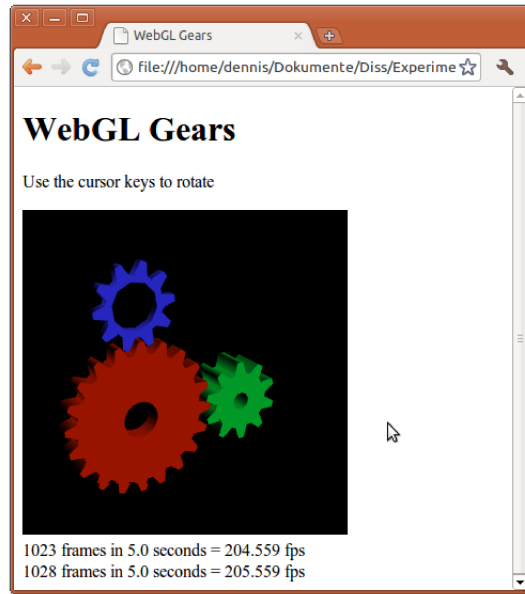 WebGL Gears
file:///home/dennis/Dokumente/Diss/Experime
WebGL Gears
Use the cursor keys to rotate
1023 frames in 5.0 seconds = 204.559 fps
1028 frames in 5.0 seconds = 205.559 fps